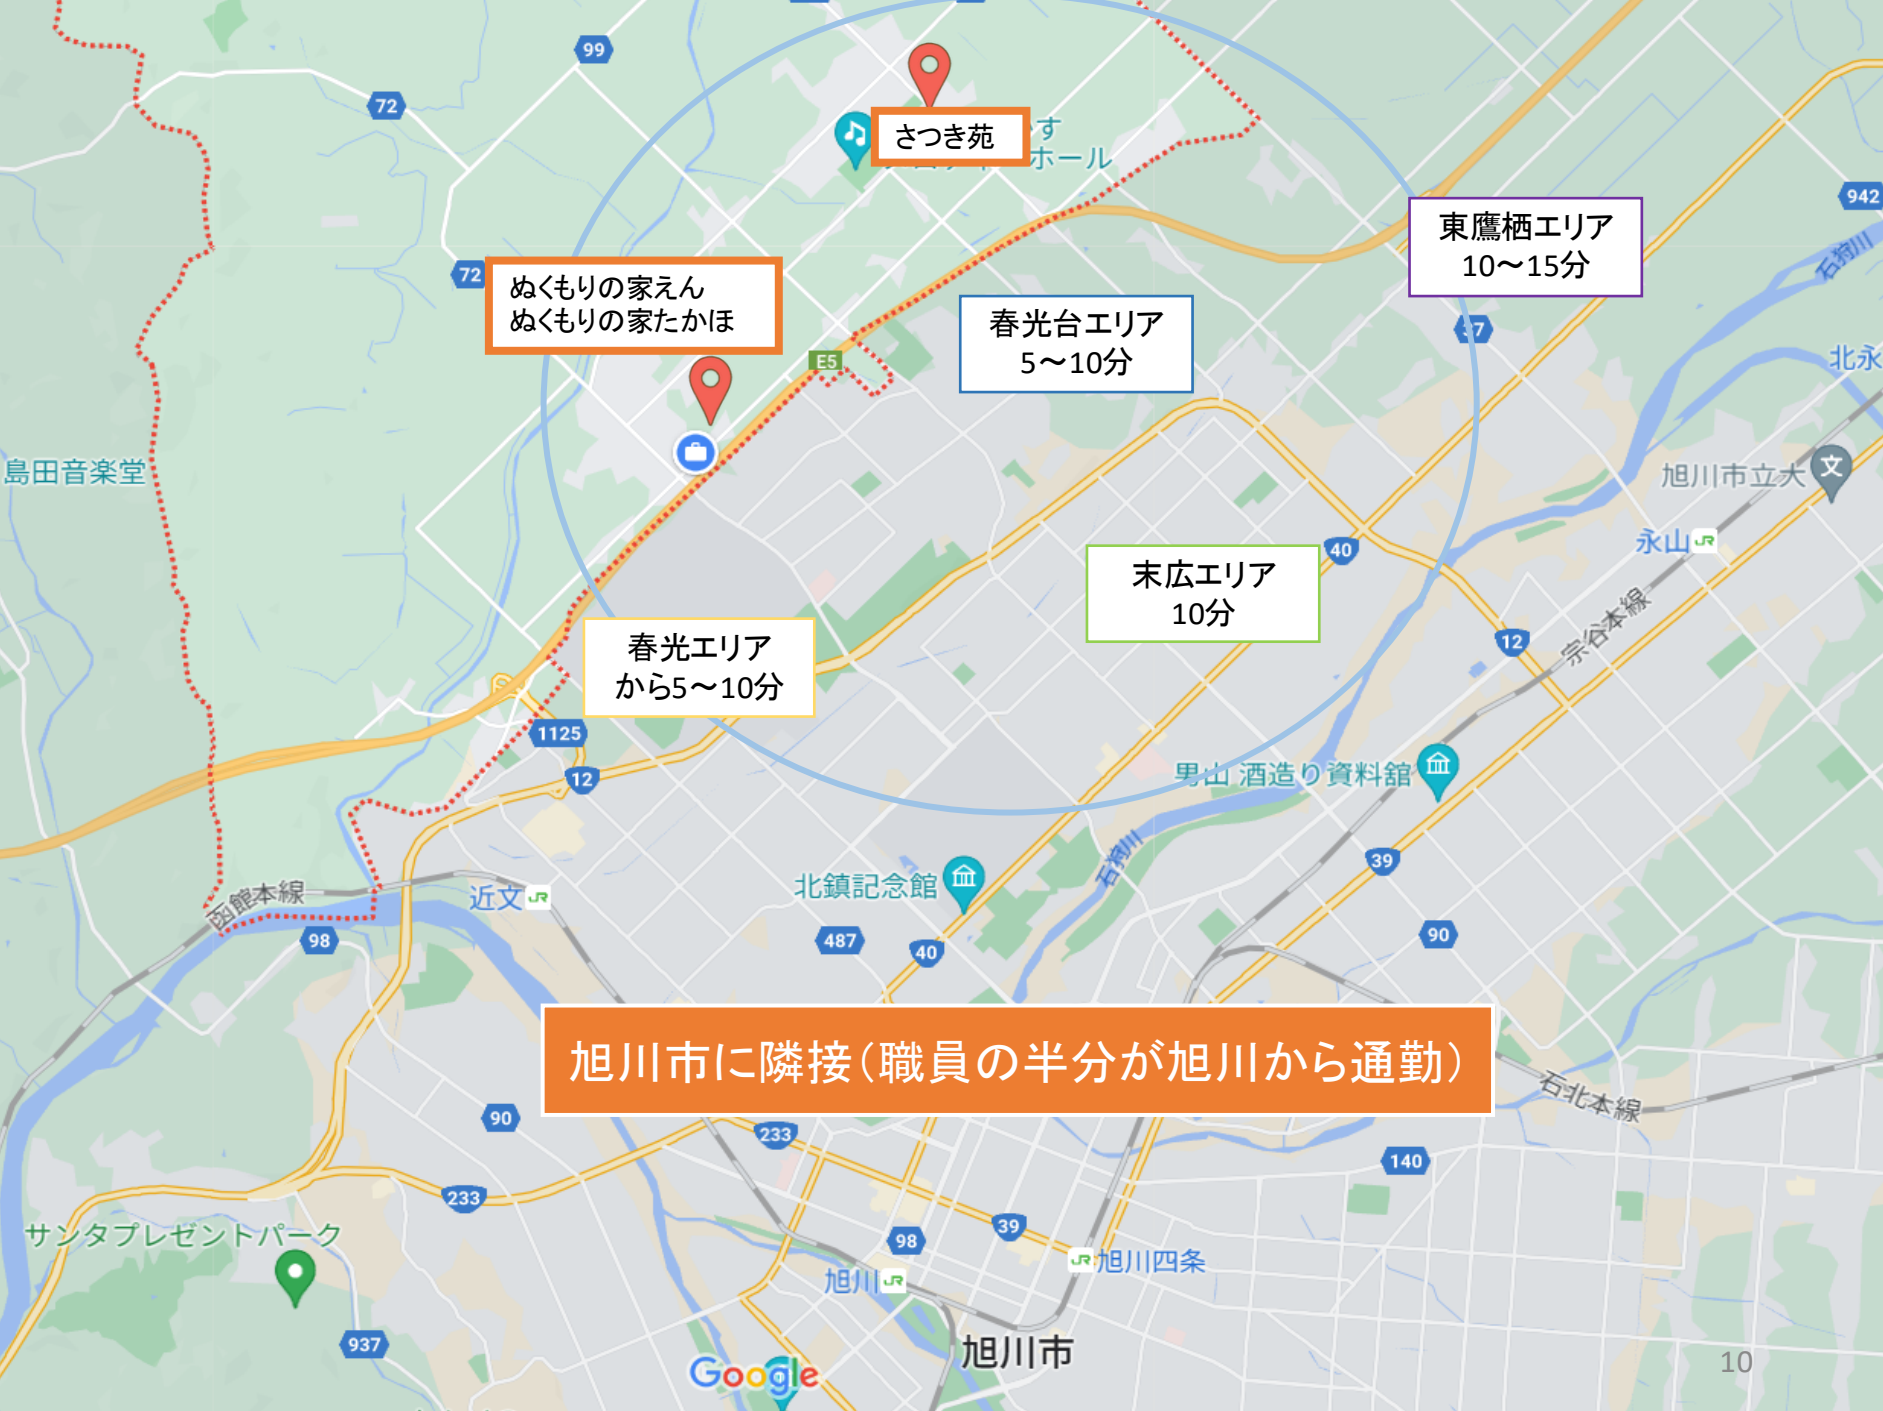 99
72
さつき苑
す
ホール
942
東鷹栖エリア
10～15分
石狩川
72
ぬくもりの家えん
ぬくもりの家たかほ
春光台エリア
5～10分
37
北永
E5
島田音楽堂
旭川市立大
文
永山
JR
40
末広エリア
10分
宗谷本線
12
春光エリア
から5～10分
1125
12
男山 酒造り資料館
39
石狩川
北鎮記念館
函館本線
近文
JR
98
487
40
90
旭川市に隣接（職員の半分が旭川から通勤）
石北本線
90
233
140
233
サンタプレゼントパーク
98
39
旭川四条
JR
旭川
JR
937
旭川市
Google
10